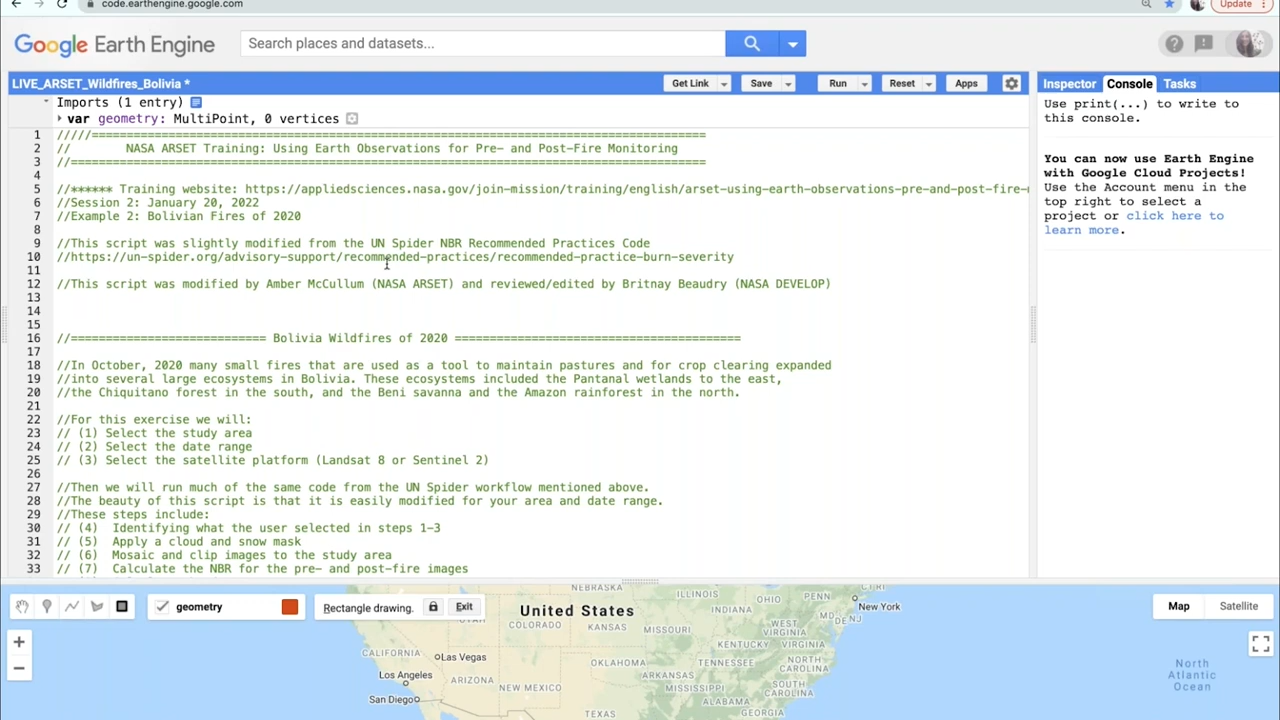 code.earthengine.google.com
Update
Google Earth Engine
Search places and datasets...
LIVE_ARSET_Wildfires_Bolivia *
Get Link
Save
Run
Reset
Apps
Inspector
Console
Tasks
Imports (1 entry)
var geometry: MultiPoint, 0 vertices
Use print(...) to write to
this console.
You can now use Earth Engine
with Google Cloud Projects!
Use the Account menu in the
top right to select a
project or click here to
learn more.
1 /////====================================================================================
2 // NASA ARSET Training: Using Earth Observations for Pre- and Post-Fire Monitoring
3 //=====================================================================================
4
5 //****** Training website: https://appliedsciences.nasa.gov/join-mission/training/english/arset-using-earth-observations-pre-and-post-fire-
6 //Session 2: January 20, 2022
7 //Example 2: Bolivian Fires of 2020
8
9 //This script was slightly modified from the UN Spider NBR Recommended Practices Code
10 //https://un-spider.org/advisory-support/recommended-practices/recommended-practice-burn-severity
11
12 //This script was modified by Amber McCullum (NASA ARSET) and reviewed/edited by Britnay Beaudry (NASA DEVELOP)
13
14
15
16 //========================== Bolivia Wildfires of 2020 ======================================
17
18 //In October, 2020 many small fires that are used as a tool to maintain pastures and for crop clearing expanded
19 //into several large ecosystems in Bolivia. These ecosystems included the Pantanal wetlands to the east,
20 //the Chiquitano forest in the south, and the Beni savanna and the Amazon rainforest in the north.
21
22 //For this exercise we will:
23 // (1) Select the study area
24 // (2) Select the date range
25 // (3) Select the satellite platform (Landsat 8 or Sentinel 2)
26
27 //Then we will run much of the same code from the UN Spider workflow mentioned above.
28 //The beauty of this script is that it is easily modified for your area and date range.
29 //These steps include:
30 // (4) Identifying what the user selected in steps 1-3
31 // (5) Apply a cloud and snow mask
32 // (6) Mosaic and clip images to the study area
33 // (7) Calculate the NBR for the pre- and post-fire images
geometry
Rectangle drawing.
Exit
Map
Satellite
NEBRASKA
ILLINOIS
OHIO
PENN
New York
United States
INDIANA
MD
DE
NJ
UTAH
COLORADO
KANSAS
MISSOURI
WEST
VIRGINIA
KENTUCKY
VIRGINIA
CALIFORNIA
Las Vegas
OKLAHOMA
TENNESSEE
NORTH
CAROLINA
Los Angeles
ARIZONA
NEW MEXICO
ARKANSAS
MISSISSIPPI
SOUTH
CAROLINA
San Diego
ALABAMA
TEXAS
GEORGIA
North
Atlantic
Ocean